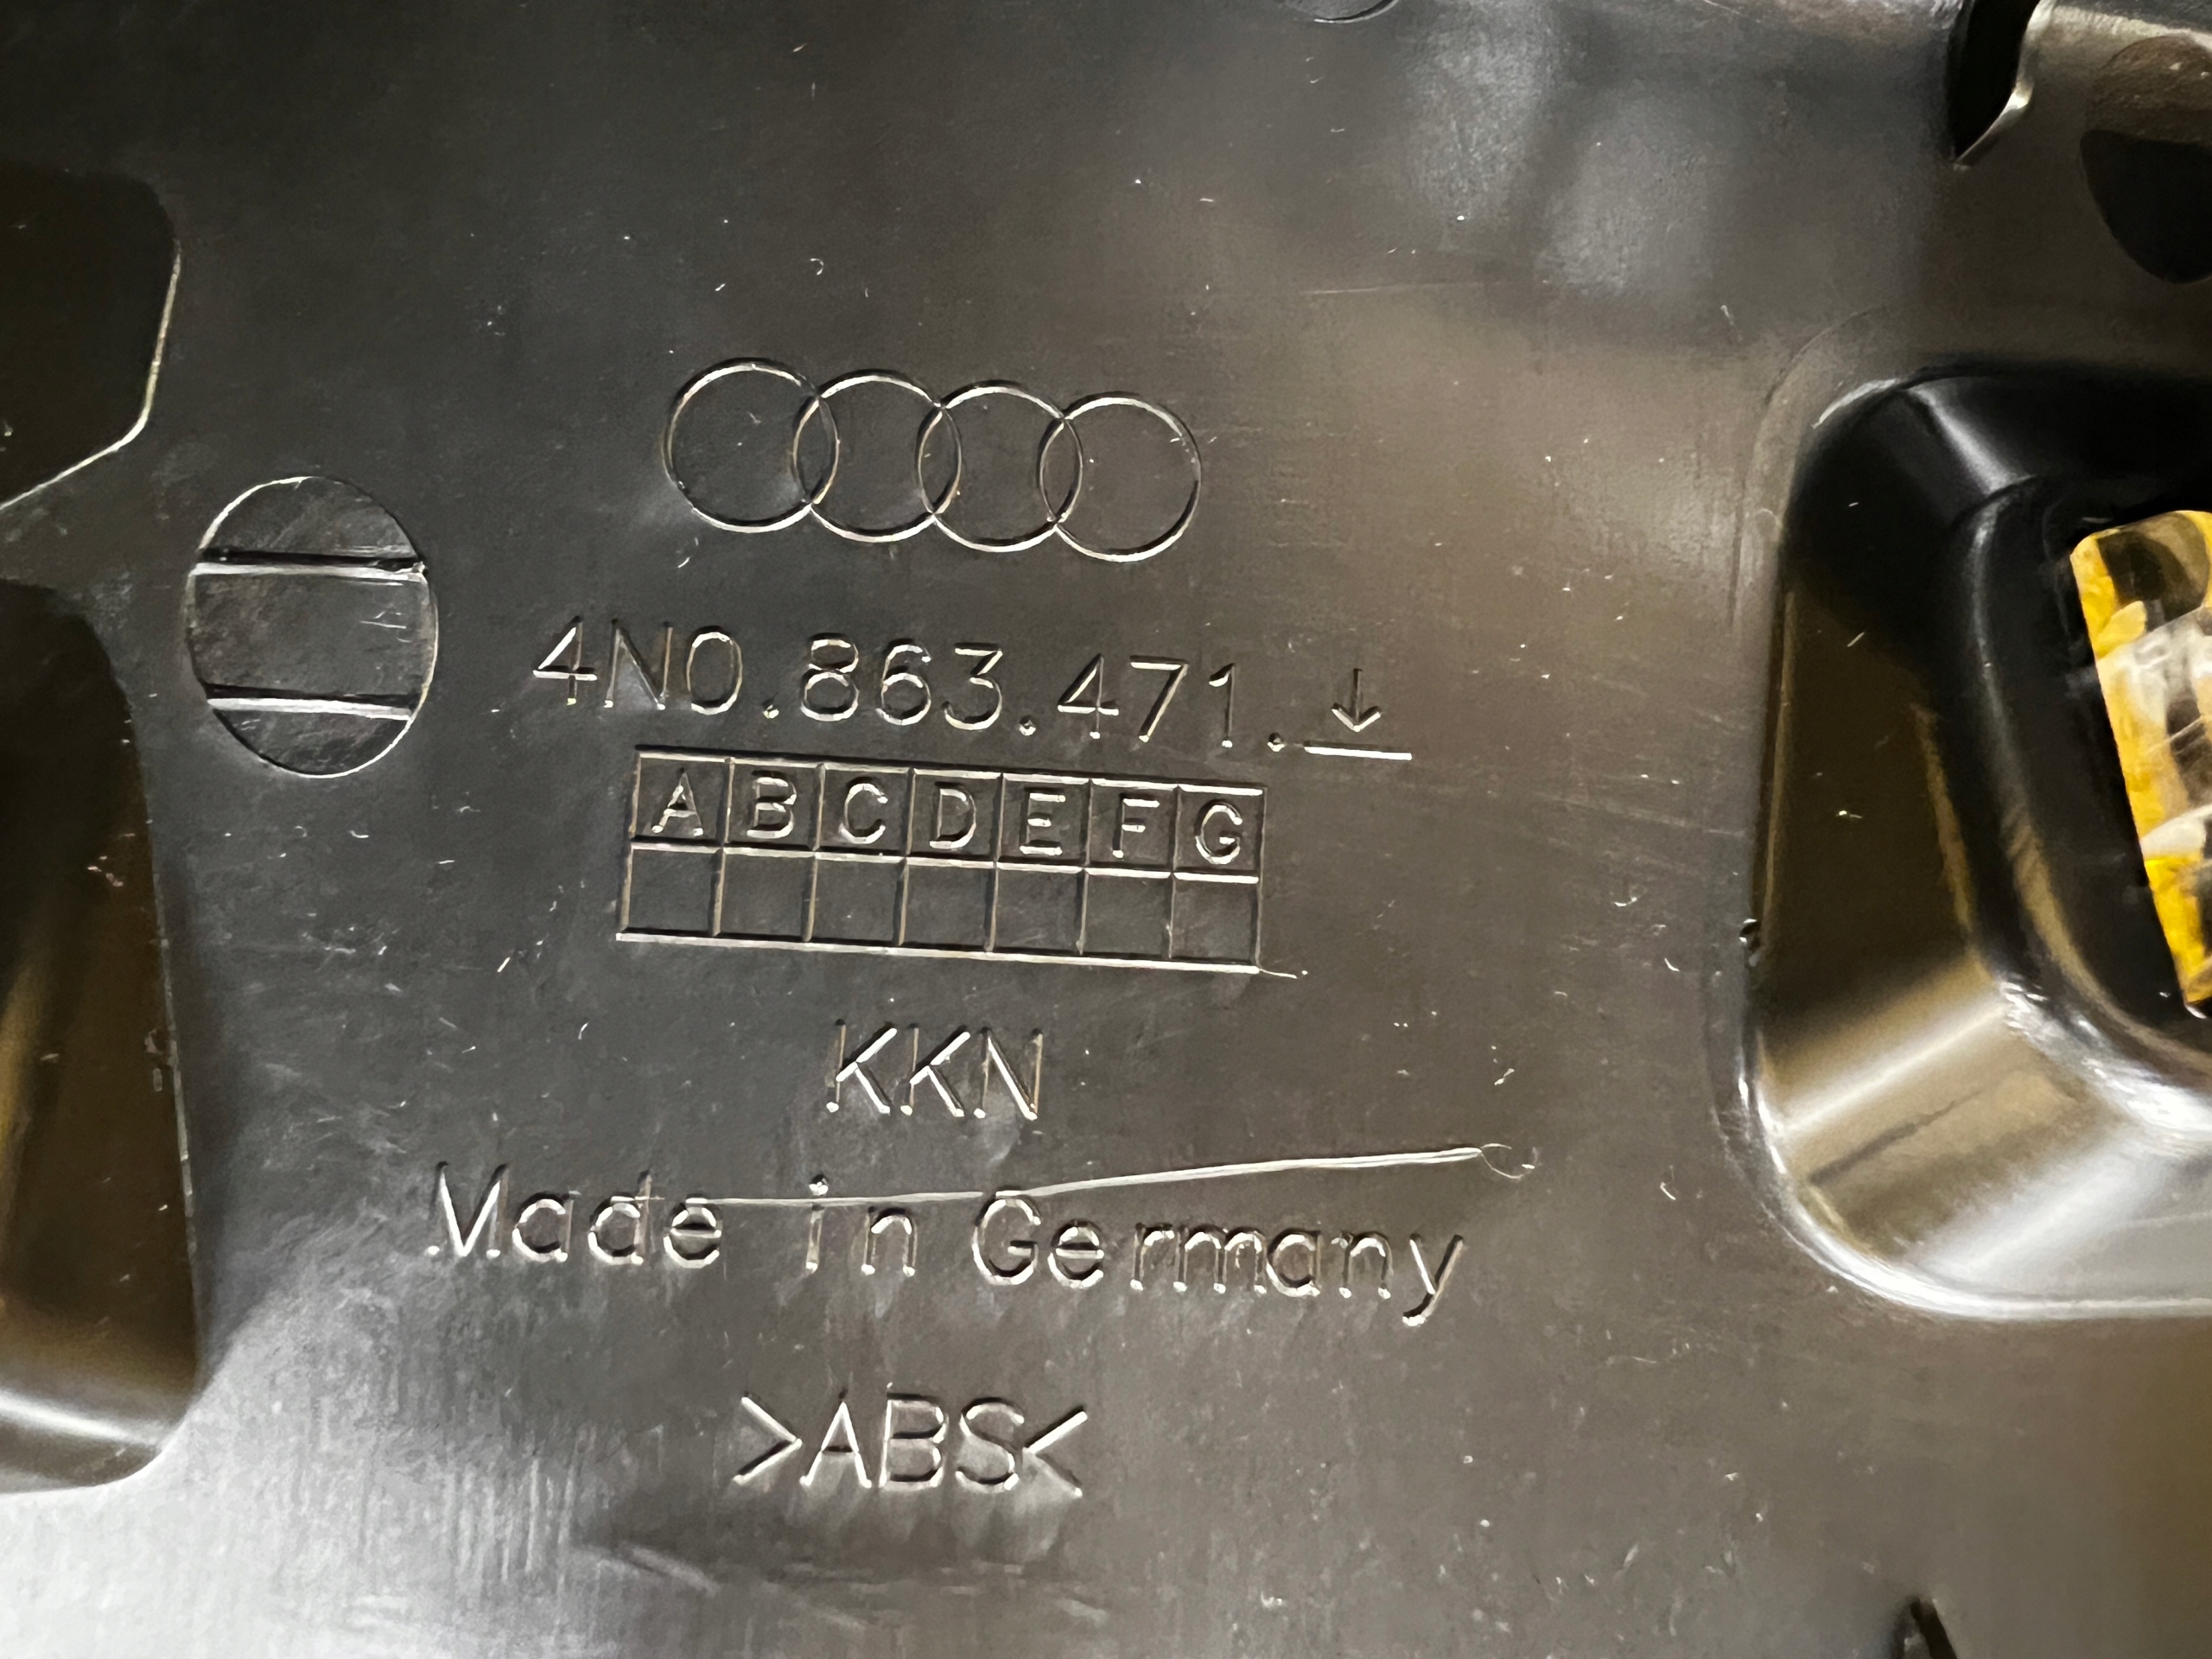 4N0.863.471.↓
A B C D E F G
KKN
Made in Germany
>ABS<